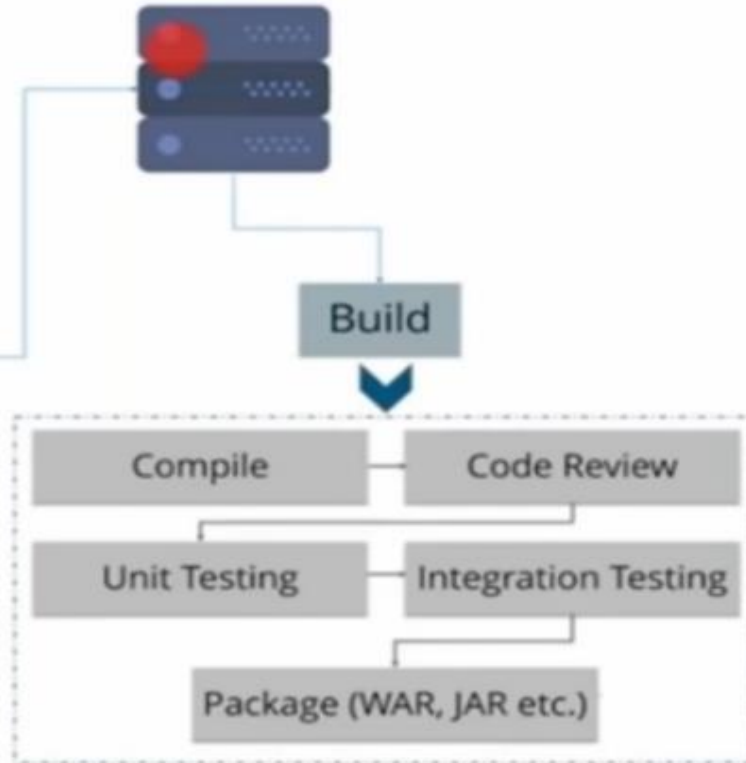 Build
Compile
Code Review
Unit Testing
Integration Testing
Package (WAR, JAR etc.)